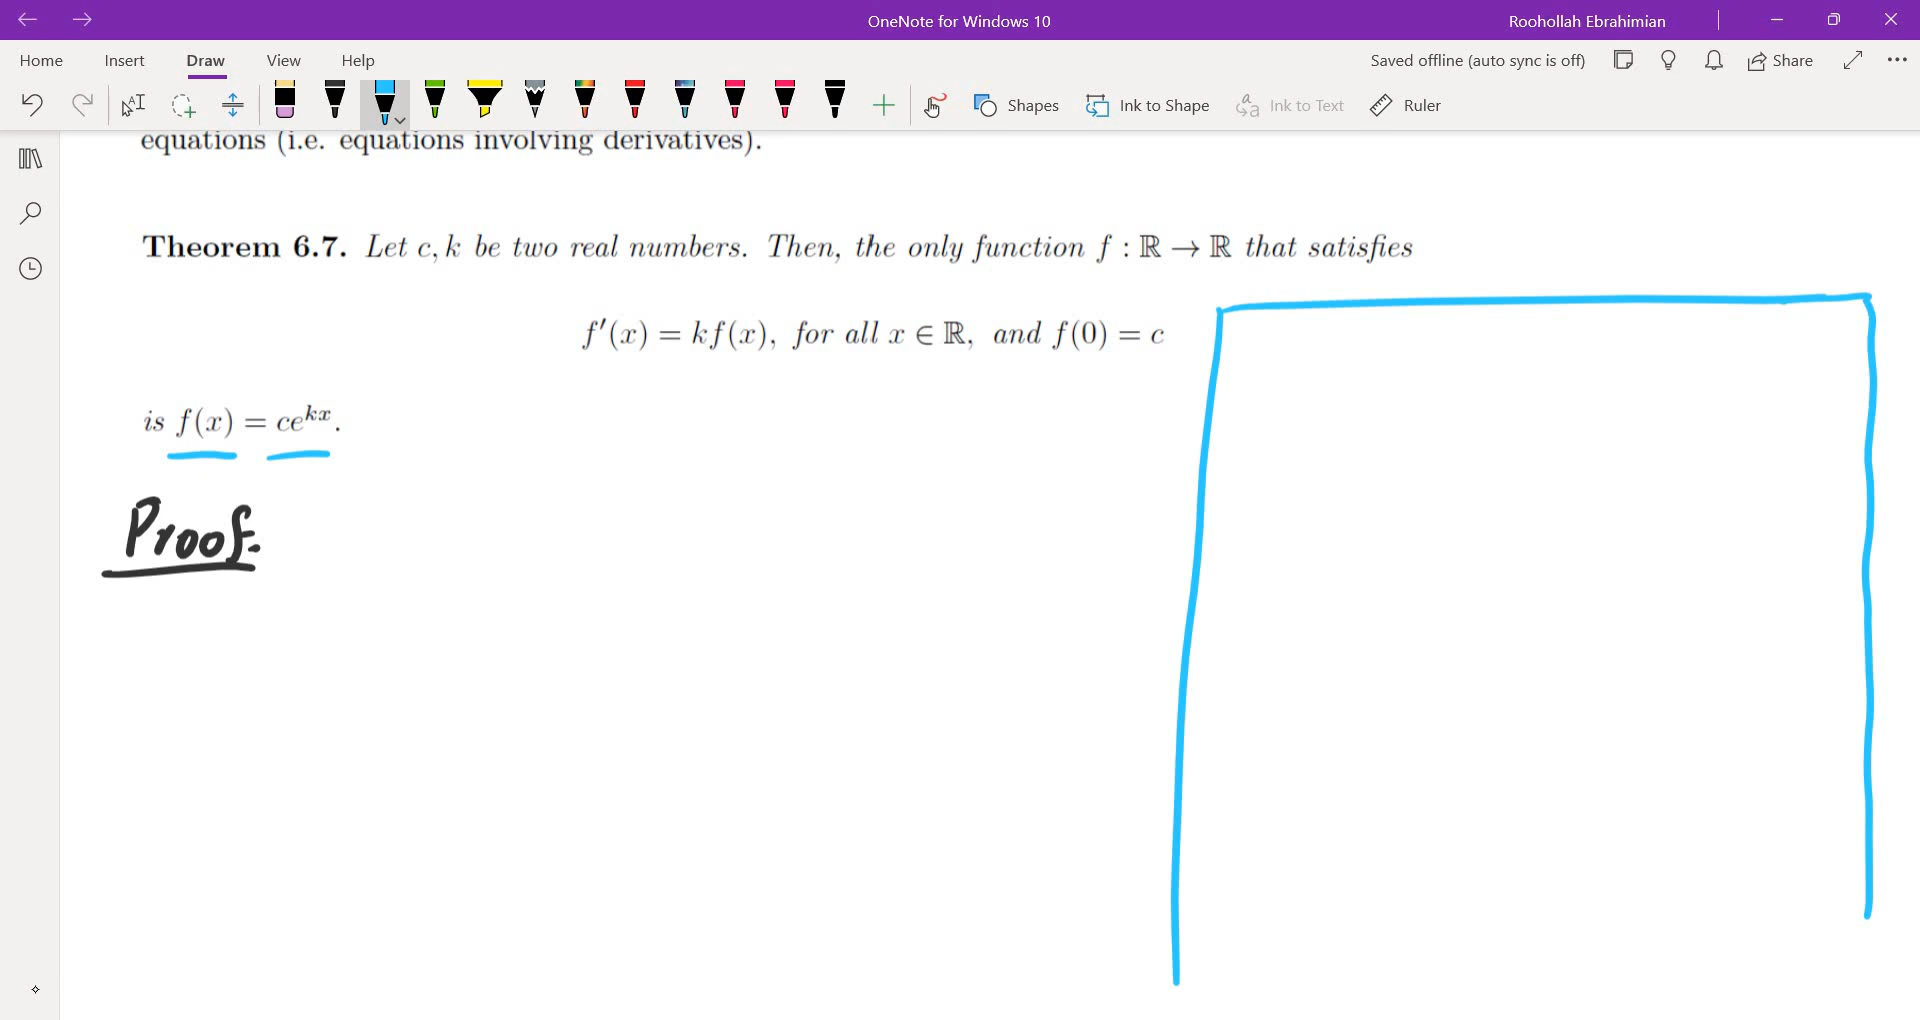 OneNote for Windows 10
Roohollah Ebrahimian
Home Insert Draw View Help
Saved offline (auto sync is off) Share
Shapes Ink to Shape Ink to Text Ruler
equations (i.e. equations involving derivatives).
Theorem 6.7. Let c, k be two real numbers. Then, the only function f : ℝ → ℝ that satisfies
f′(x) = kf(x), for all x ∈ ℝ, and f(0) = c
is f(x) = ceᵏˣ.
Proof.